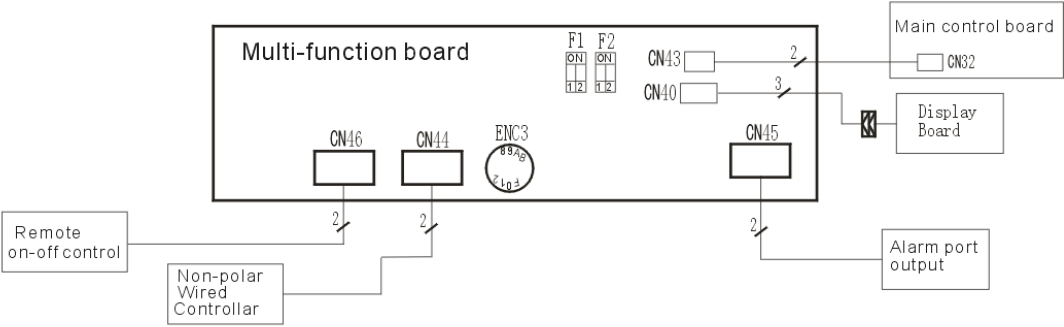 Multi-function board
F1 F2
ON ON
1 2 1 2
CN43
2
Main control board
CN32
CN40
3
Display
Board
CN46
CN44
ENC3
89AB
F012
CN45
2
2
2
Remote
on-off control
Non-polar
Wired
Controllar
Alarm port
output